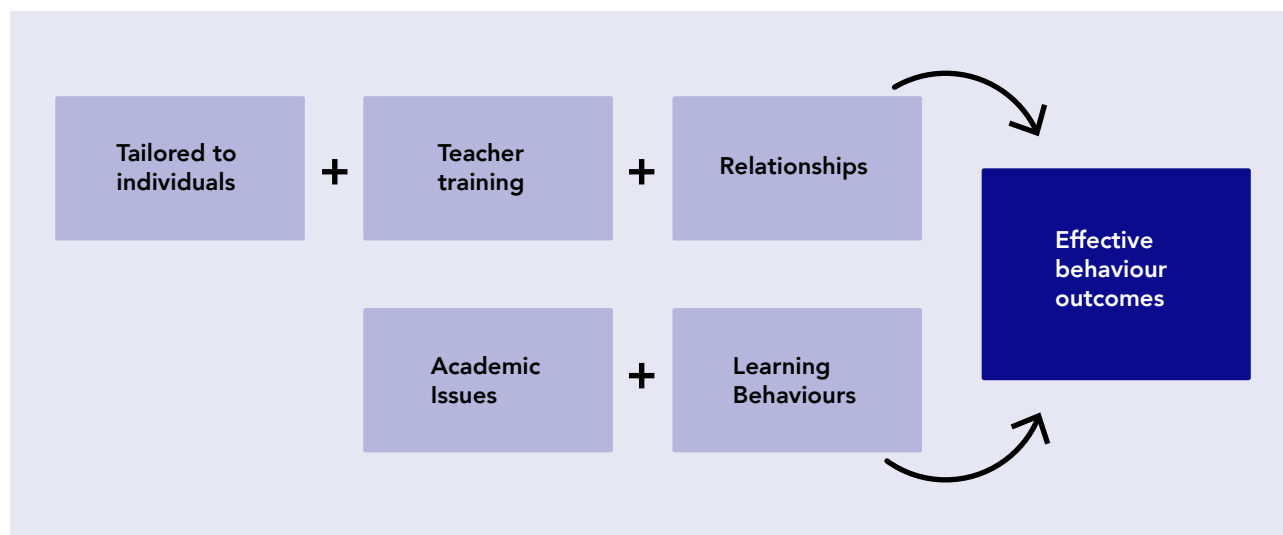 Tailored to
individuals
+
Teacher
training
+
Relationships
Effective
behaviour
outcomes
Academic
Issues
+
Learning
Behaviours